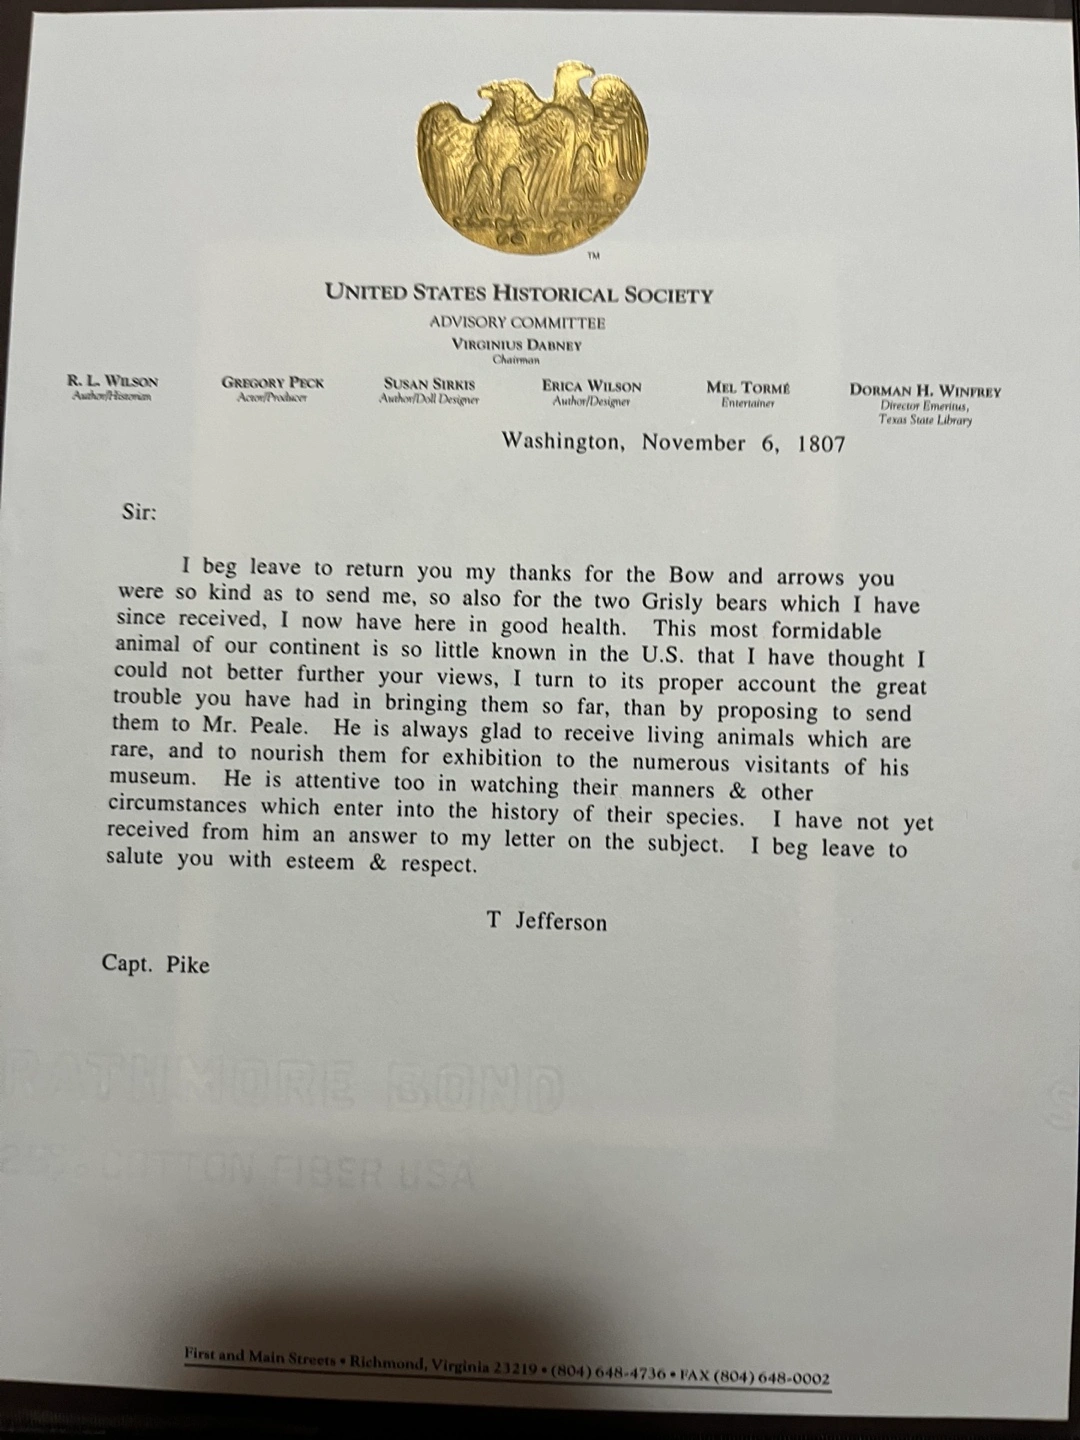 TM
UNITED STATES HISTORICAL SOCIETY
ADVISORY COMMITTEE
VIRGINIUS DABNEY
Chairman
R. L. WILSON
Author/Historian
GREGORY PECK
Actor/Producer
SUSAN SIRKIS
Author/Doll Designer
ERICA WILSON
Author/Designer
MEL TORMÉ
Entertainer
DORMAN H. WINFREY
Director Emeritus,
Texas State Library
Washington, November 6, 1807
Sir:
I beg leave to return you my thanks for the Bow and arrows you
were so kind as to send me, so also for the two Grisly bears which I have
since received, I now have here in good health. This most formidable
animal of our continent is so little known in the U.S. that I have thought I
could not better further your views, I turn to its proper account the great
trouble you have had in bringing them so far, than by proposing to send
them to Mr. Peale. He is always glad to receive living animals which are
rare, and to nourish them for exhibition to the numerous visitants of his
museum. He is attentive too in watching their manners & other
circumstances which enter into the history of their species. I have not yet
received from him an answer to my letter on the subject. I beg leave to
salute you with esteem & respect.
T Jefferson
Capt. Pike
RATHMORE BOND
COTTON FIBER USA
First and Main Streets • Richmond, Virginia 23219 • (804) 648-4736 • FAX (804) 648-0002